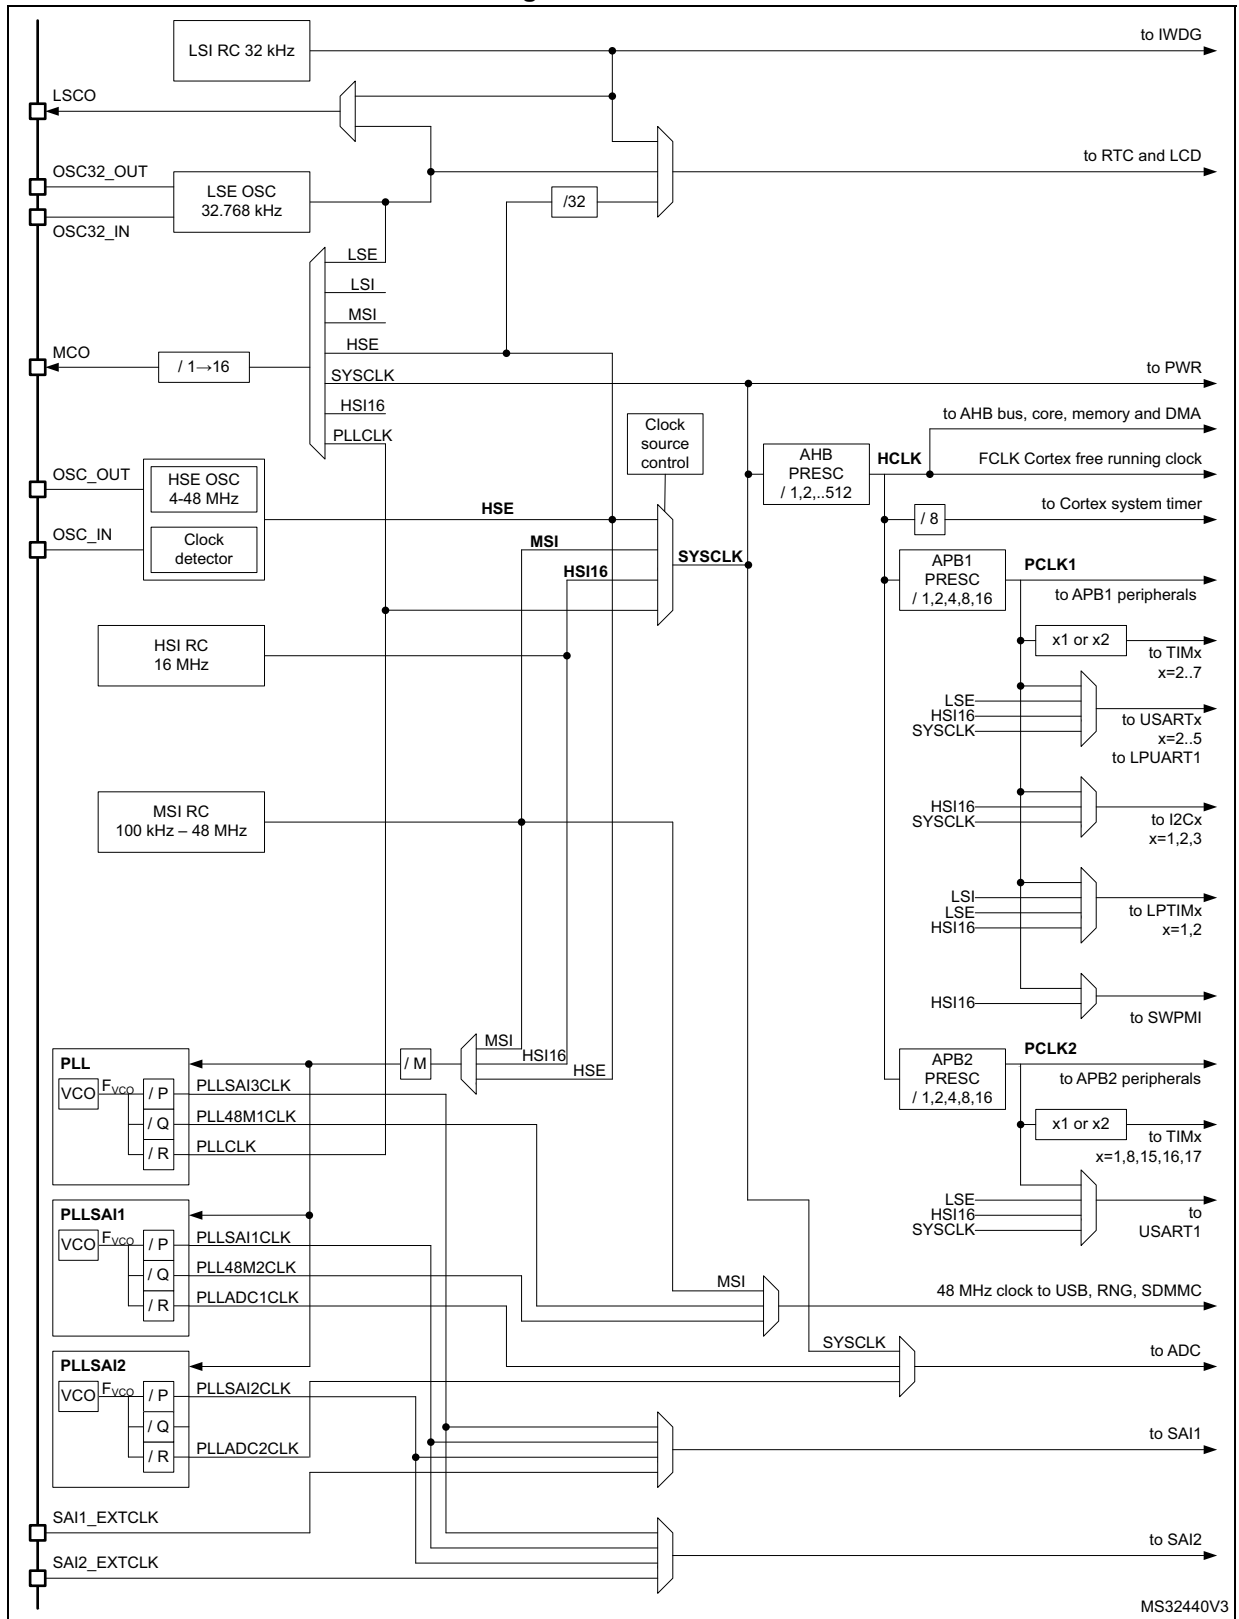 LSI RC 32 kHz
to IWDG
LSCO
OSC32_OUT
to RTC and LCD
LSE OSC
32.768 kHz
/32
OSC32_IN
LSE
LSI
MSI
HSE
MCO
/ 1→16
SYSCLK
to PWR
HSI16
PLLCLK
to AHB bus, core, memory and DMA
Clock
source
control
AHB
PRESC
/ 1,2,..512
HCLK
FCLK Cortex free running clock
OSC_OUT
HSE OSC
4-48 MHz
HSE
to Cortex system timer
/ 8
OSC_IN
Clock
detector
MSI
SYSCLK
HSI16
APB1
PRESC
/ 1,2,4,8,16
PCLK1
to APB1 peripherals
HSI RC
16 MHz
x1 or x2
to TIMx
x=2..7
LSE
HSI16
SYSCLK
to USARTx
x=2..5
to LPUART1
MSI RC
100 kHz – 48 MHz
HSI16
SYSCLK
to I2Cx
x=1,2,3
LSI
LSE
HSI16
to LPTIMx
x=1,2
HSI16
to SWPMI
MSI
HSI16
HSE
/ M
PLL
VCO
FVCO
/ P
PLLSAI3CLK
/ Q
PLL48M1CLK
/ R
PLLCLK
APB2
PRESC
/ 1,2,4,8,16
PCLK2
to APB2 peripherals
x1 or x2
to TIMx
x=1,8,15,16,17
LSE
HSI16
SYSCLK
to
USART1
PLLSAI1
VCO
FVCO
/ P
PLLSAI1CLK
/ Q
PLL48M2CLK
/ R
PLLADC1CLK
MSI
48 MHz clock to USB, RNG, SDMMC
SYSCLK
to ADC
PLLSAI2
VCO
FVCO
/ P
PLLSAI2CLK
/ Q
/ R
PLLADC2CLK
to SAI1
SAI1_EXTCLK
to SAI2
SAI2_EXTCLK
MS32440V3